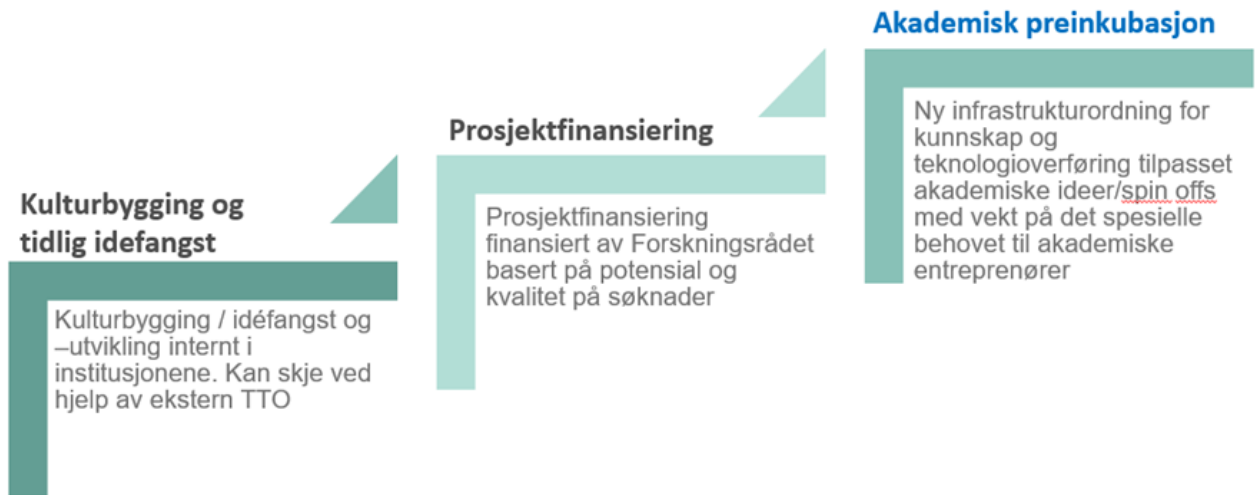 Kulturbygging og
tidlig idefangst
Kulturbygging / idéfangst og
–utvikling internt i
institusjonene. Kan skje ved
hjelp av ekstern TTO
Prosjektfinansiering
Prosjektfinansiering
finansiert av Forskningsrådet
basert på potensial og
kvalitet på søknader
Akademisk preinkubasjon
Ny infrastrukturordning for
kunnskap og
teknologioverføring tilpasset
akademiske ideer/spin offs
med vekt på det spesielle
behovet til akademiske
entreprenører